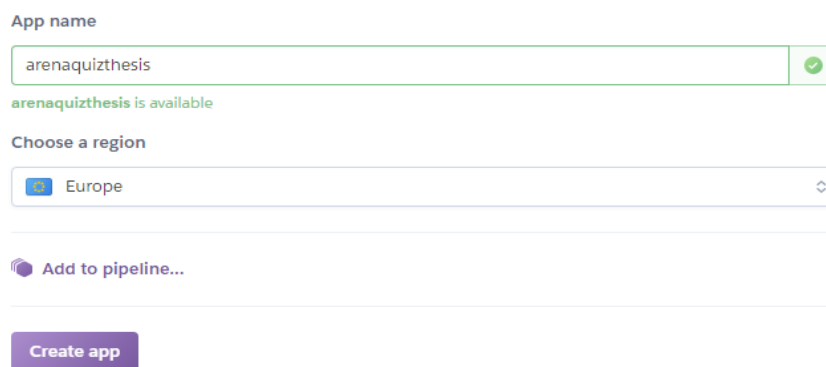 App name
arenaquizthesis
arenaquizthesis is available
Choose a region
Europe
Add to pipeline...
Create app